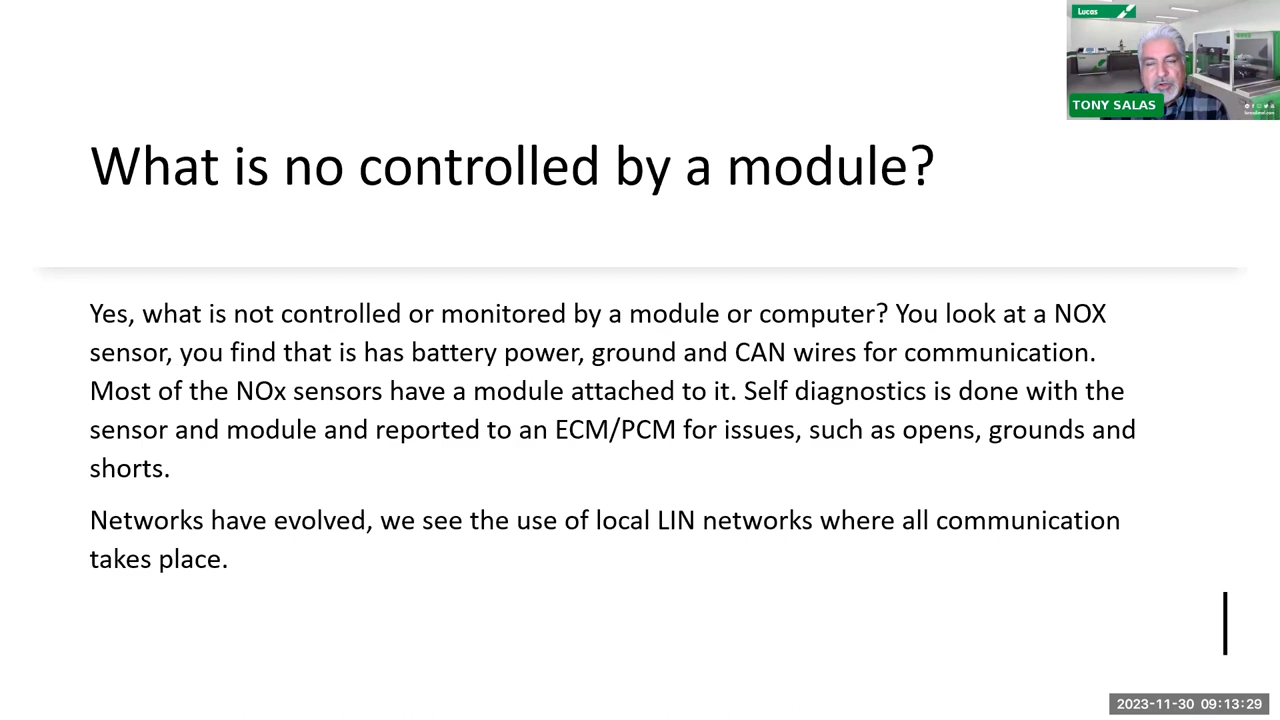 Lucas
TONY SALAS
What is no controlled by a module?
Yes, what is not controlled or monitored by a module or computer? You look at a NOX
sensor, you find that is has battery power, ground and CAN wires for communication.
Most of the NOx sensors have a module attached to it. Self diagnostics is done with the
sensor and module and reported to an ECM/PCM for issues, such as opens, grounds and
shorts.
Networks have evolved, we see the use of local LIN networks where all communication
takes place.
2023-11-30 09:13:29